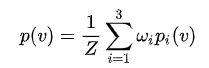 p(v) = \frac{1}{Z} \sum_{i=1}^{3} \omega_i p_i(v)